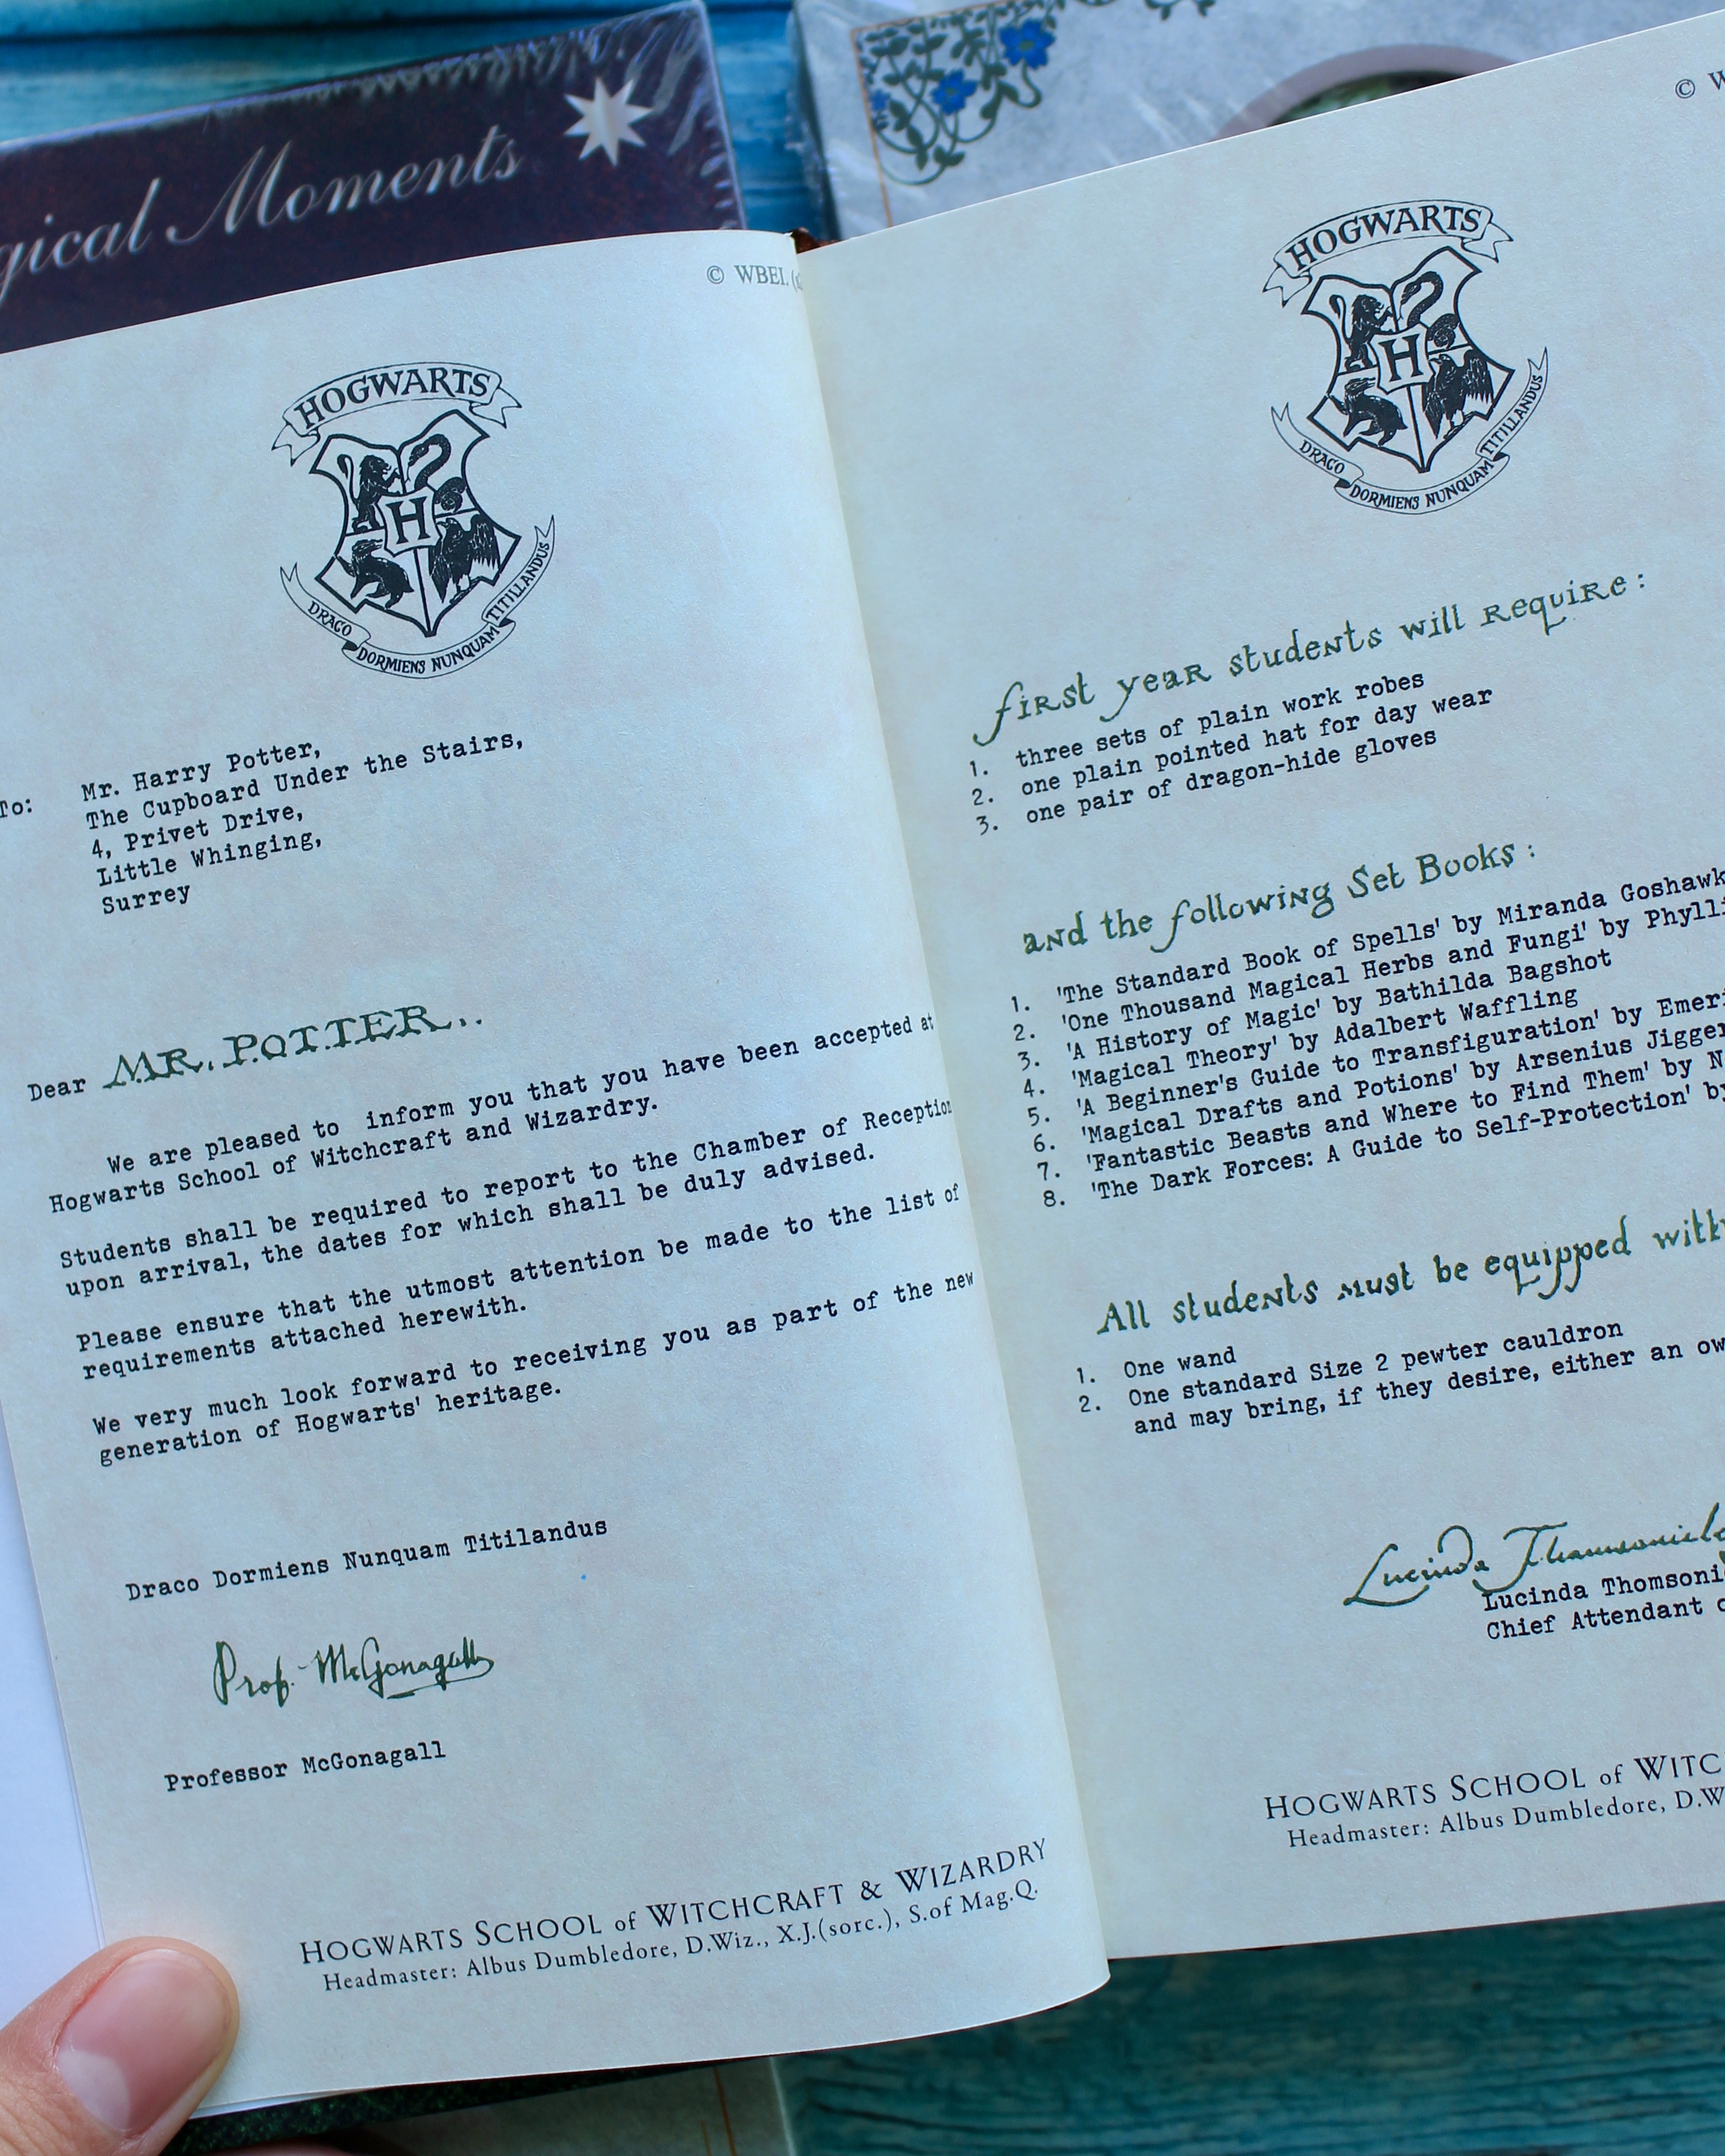 Moments
© WBEI.
HOGWARTS
H
DRACO DORMIENS NUNQUAM TITILLANDUS
To: Mr. Harry Potter,
The Cupboard Under the Stairs,
4, Privet Drive,
Little Whinging,
Surrey
Dear MR. POTTER..
We are pleased to inform you that you have been accepted at
Hogwarts School of Witchcraft and Wizardry.
Students shall be required to report to the Chamber of Reception
upon arrival, the dates for which shall be duly advised.
Please ensure that the utmost attention be made to the list of
requirements attached herewith.
We very much look forward to receiving you as part of the new
generation of Hogwarts' heritage.
Draco Dormiens Nunquam Titilandus
Prof. McGonagall
Professor McGonagall
HOGWARTS SCHOOL of WITCHCRAFT & WIZARDRY
Headmaster: Albus Dumbledore, D.Wiz., X.J.(sorc.), S.of Mag.Q.
©
HOGWARTS
H
DRACO DORMIENS NUNQUAM TITILLANDUS
first year students will require:
1. three sets of plain work robes
2. one plain pointed hat for day wear
3. one pair of dragon-hide gloves
and the following Set Books:
1. 'The Standard Book of Spells' by Miranda
2. 'One Thousand Magical Herbs and Fungi' by
3. 'A History of Magic' by Bathilda Bagshot
4. 'Magical Theory' by Adalbert Waffling
5. 'A Beginner's Guide to Transfiguration' by
6. 'Magical Drafts and Potions' by Arsenius Jigger
7. 'Fantastic Beasts and Where to Find Them' by
8. 'The Dark Forces: A Guide to Self-Protection' by
All students must be equipped with
1. One wand
2. One standard Size 2 pewter cauldron
and may bring, if they desire, either an
Lucinda
Lucinda
Chief Attendant
HOGWARTS SCHOOL of
Headmaster: Albus Dumbledore,